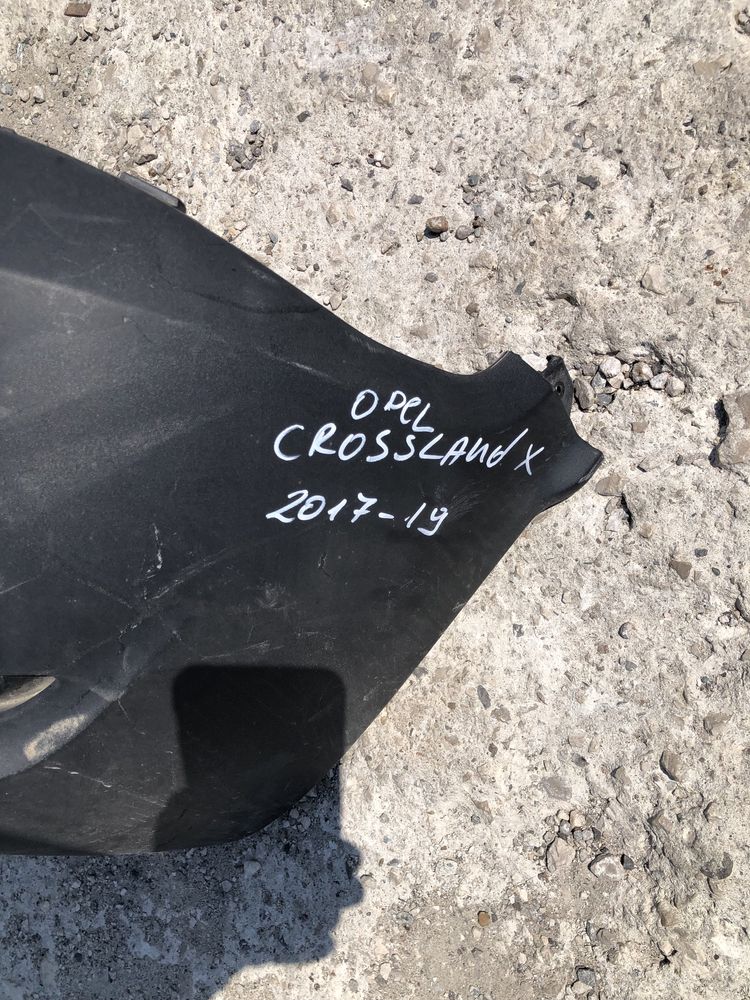 OPEL
CROSSLAnd X
2017-19